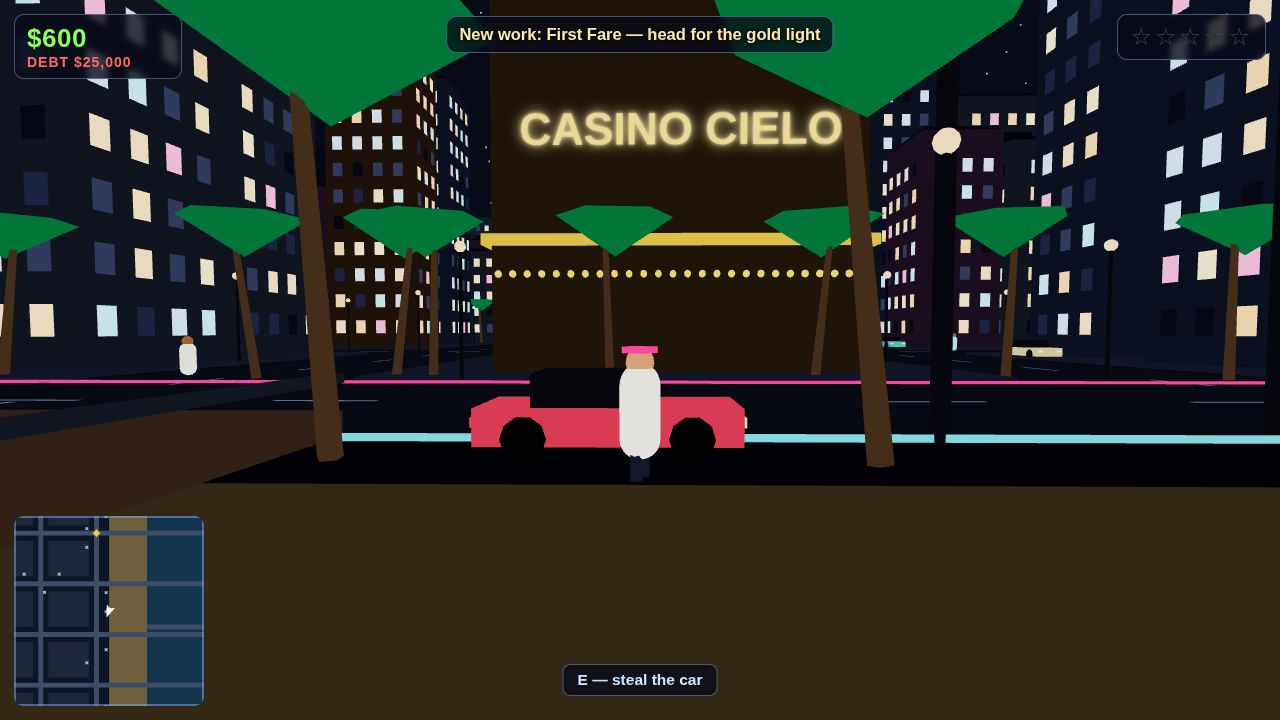 $600
DEBT $25,000
New work: First Fare — head for the gold light
CASINO CIELO
E — steal the car